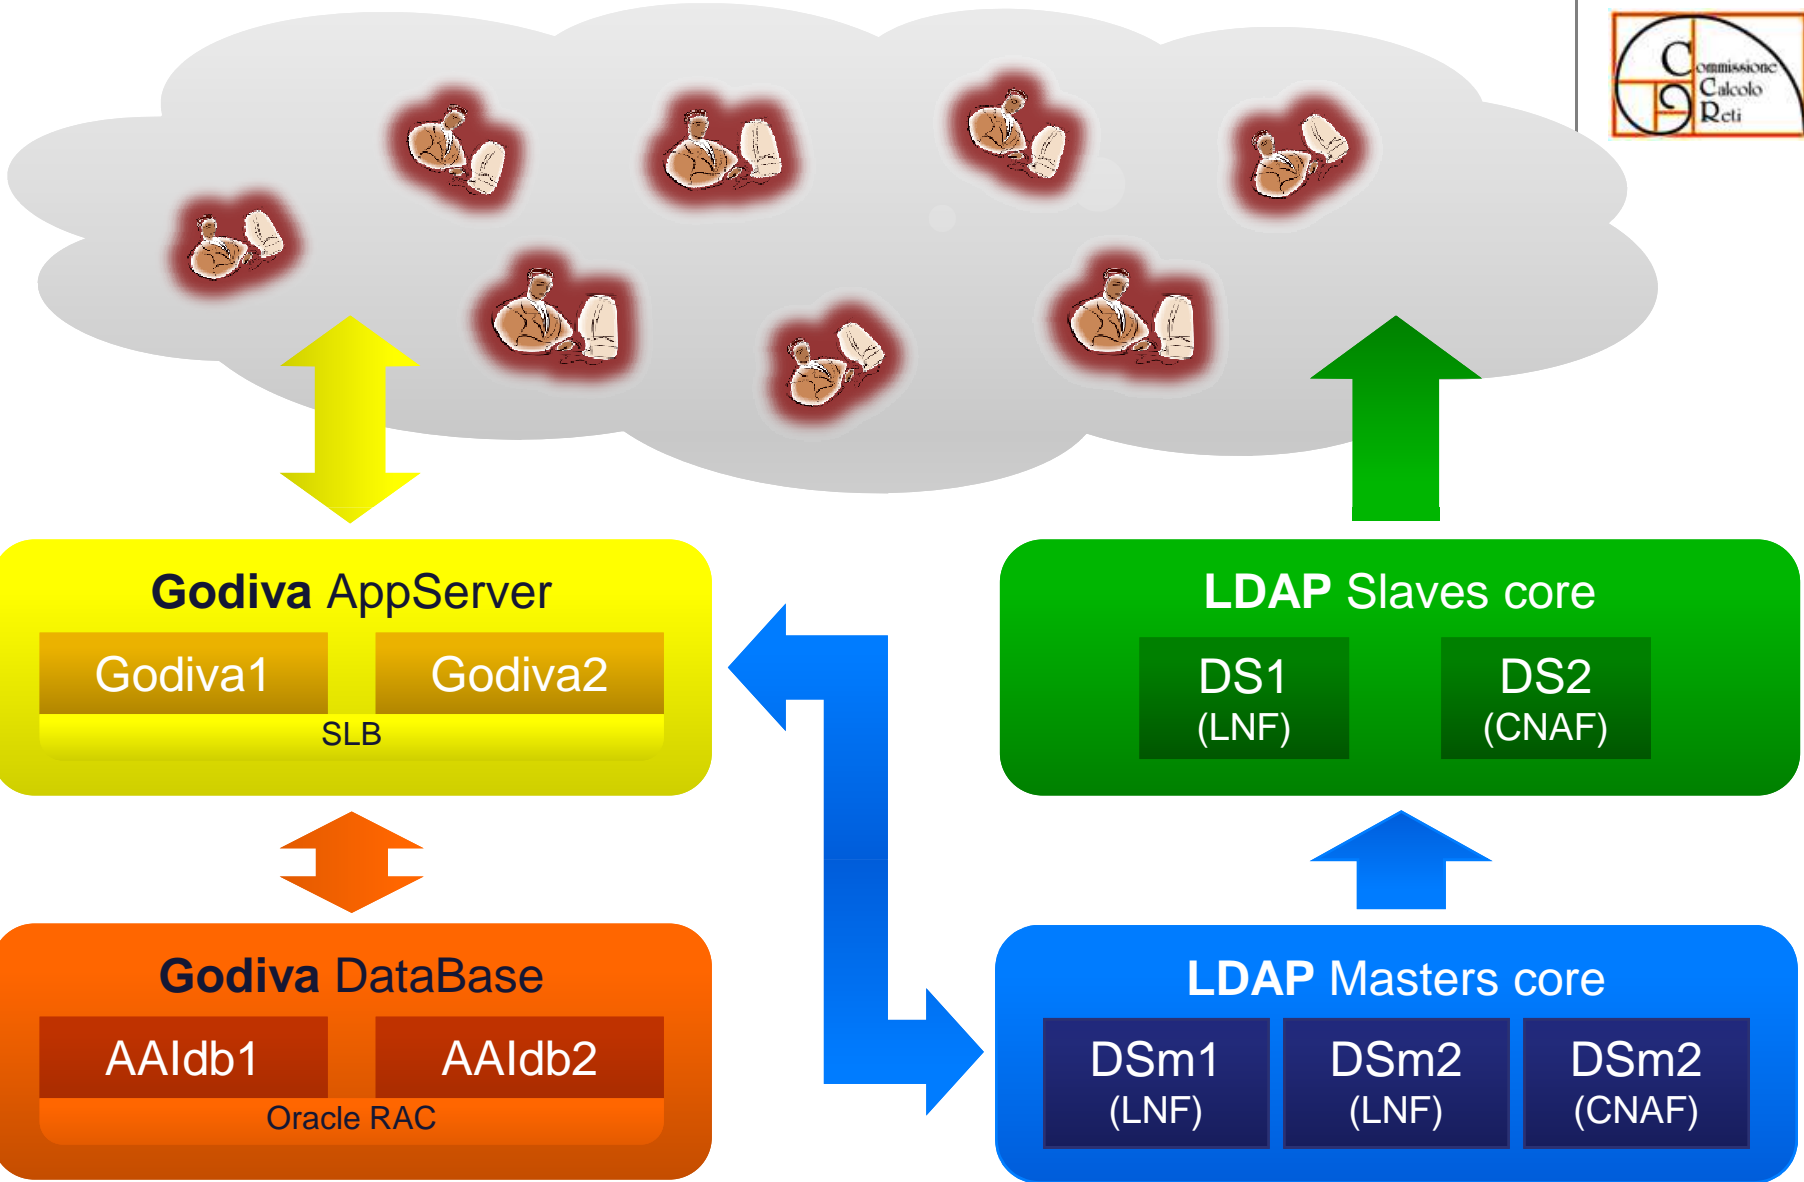 Commissione
Calcolo
Reti
Godiva AppServer
Godiva1
Godiva2
SLB
LDAP Slaves core
DS1
(LNF)
DS2
(CNAF)
Godiva DataBase
AAIdb1
AAIdb2
Oracle RAC
LDAP Masters core
DSm1
(LNF)
DSm2
(LNF)
DSm2
(CNAF)